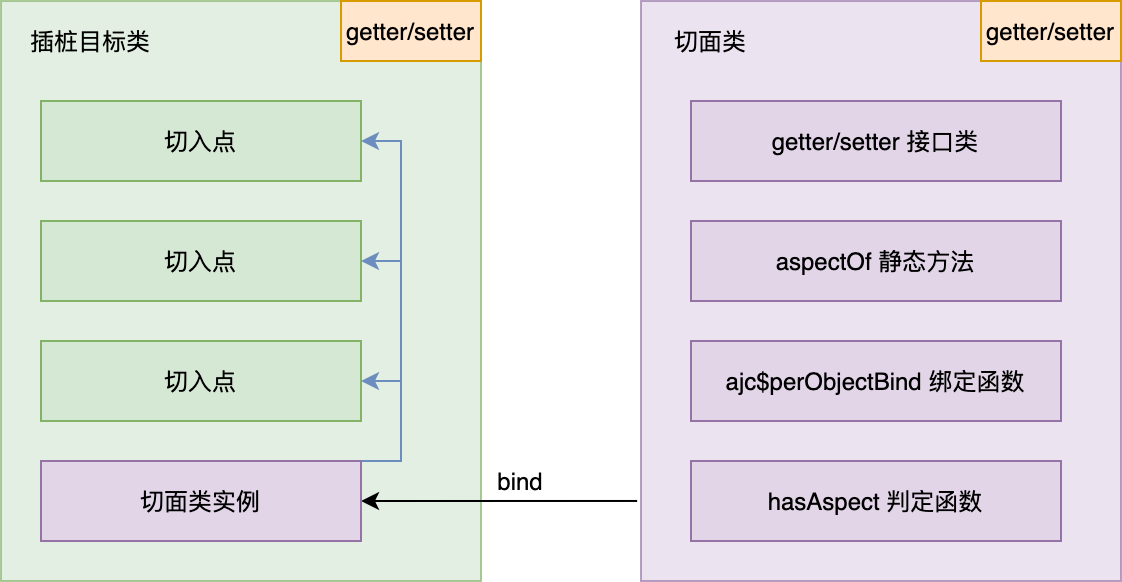 插桩目标类
getter/setter
切入点
切入点
切入点
切面类实例
bind
切面类
getter/setter
getter/setter 接口类
aspectOf 静态方法
ajc$perObjectBind 绑定函数
hasAspect 判定函数